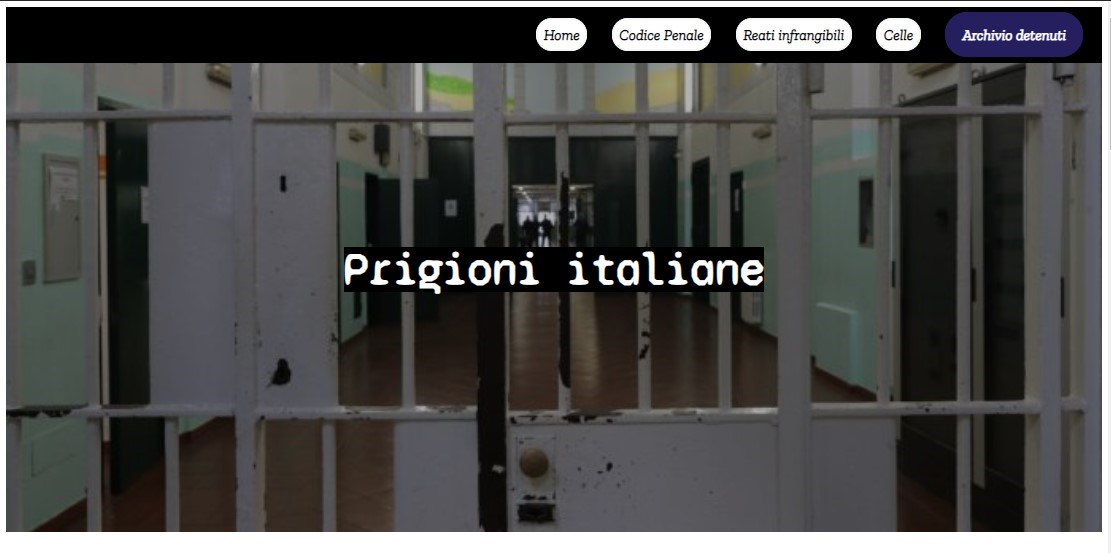 Home Codice Penale Reati infrangibili Celle Archivio detenuti
Prigioni italiane